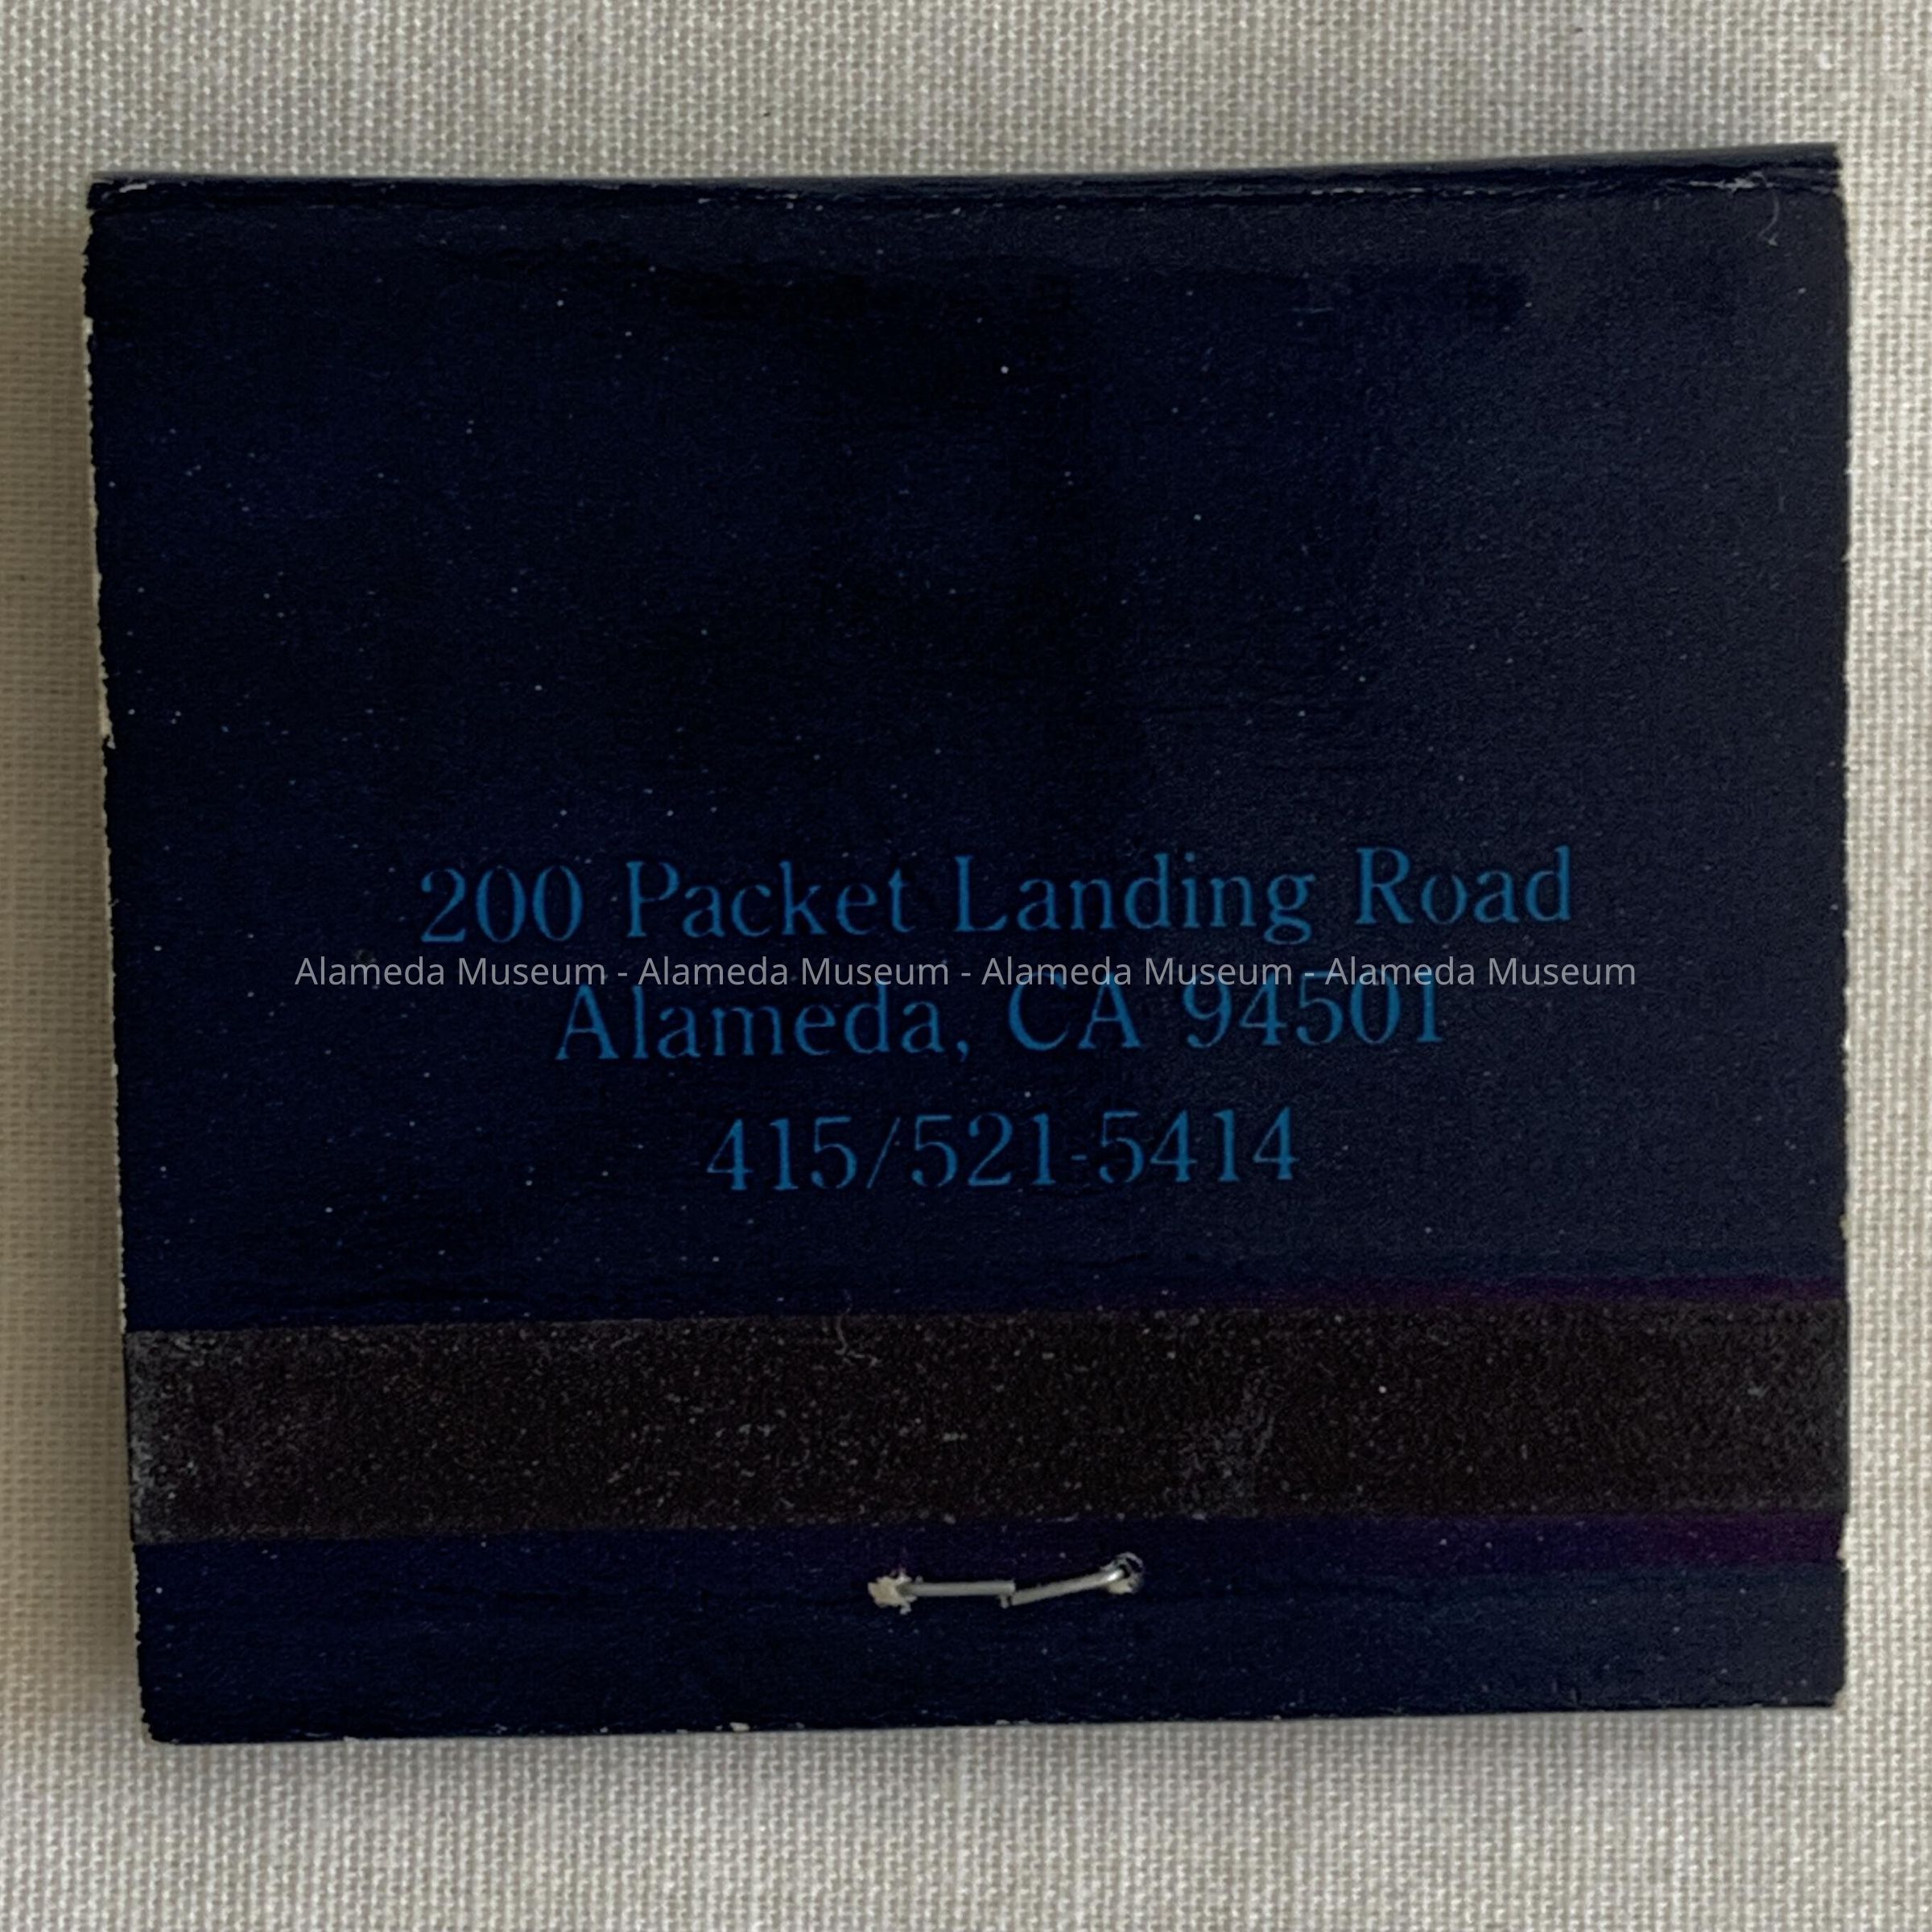 200 Packet Landing Road
Alameda Museum - Alameda Museum - Alameda Museum - Alameda Museum
Alameda, CA 94501
415/521-5414